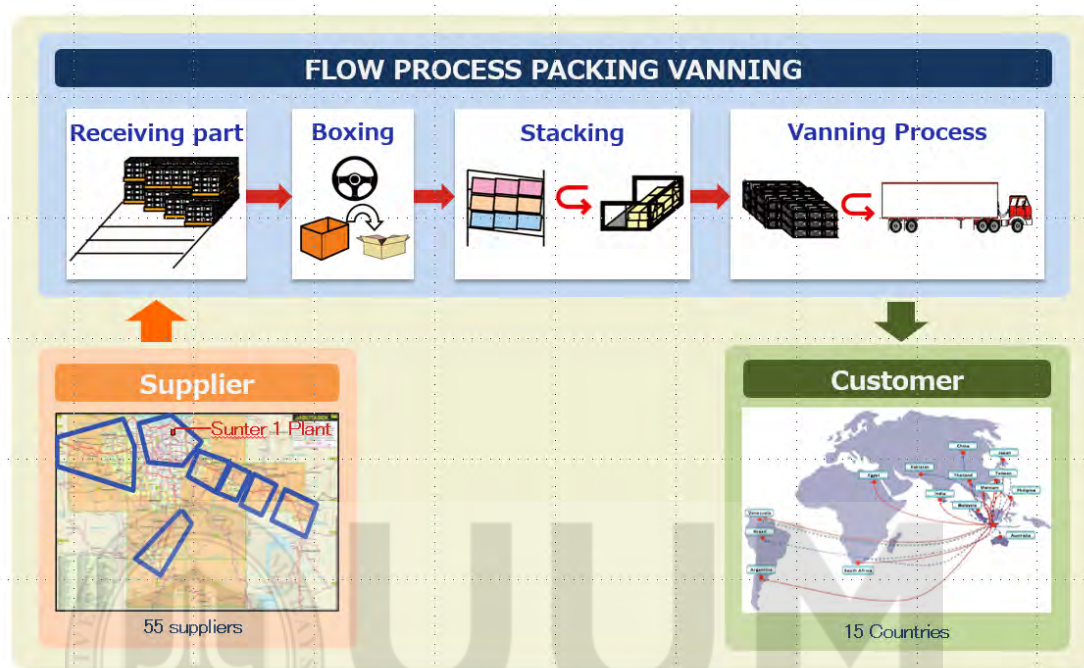 FLOW PROCESS PACKING VANNING
Receiving part
Boxing
Stacking
Vanning Process
Supplier
Sunter 1 Plant
55 suppliers
Customer
China
Japan
Egypt
Pakistan
Thailand
Taiwan
Vietnam
India
Malaysia
Venezuela
Brazil
Australia
South Africa
Argentina
15 Countries
UUM